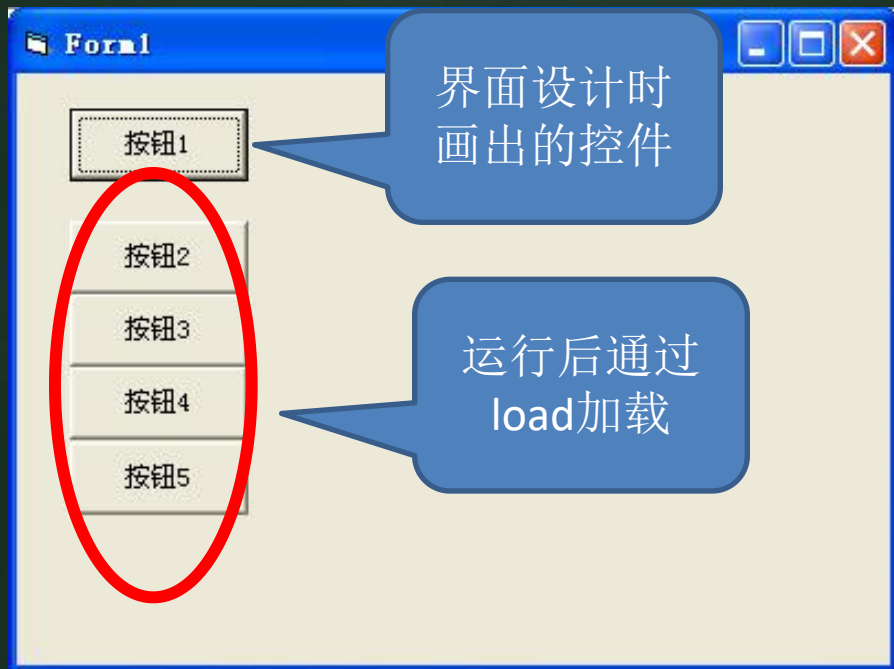 Form1
界面设计时
画出的控件
按钮1
按钮2
按钮3
按钮4
按钮5
运行后通过
load加载